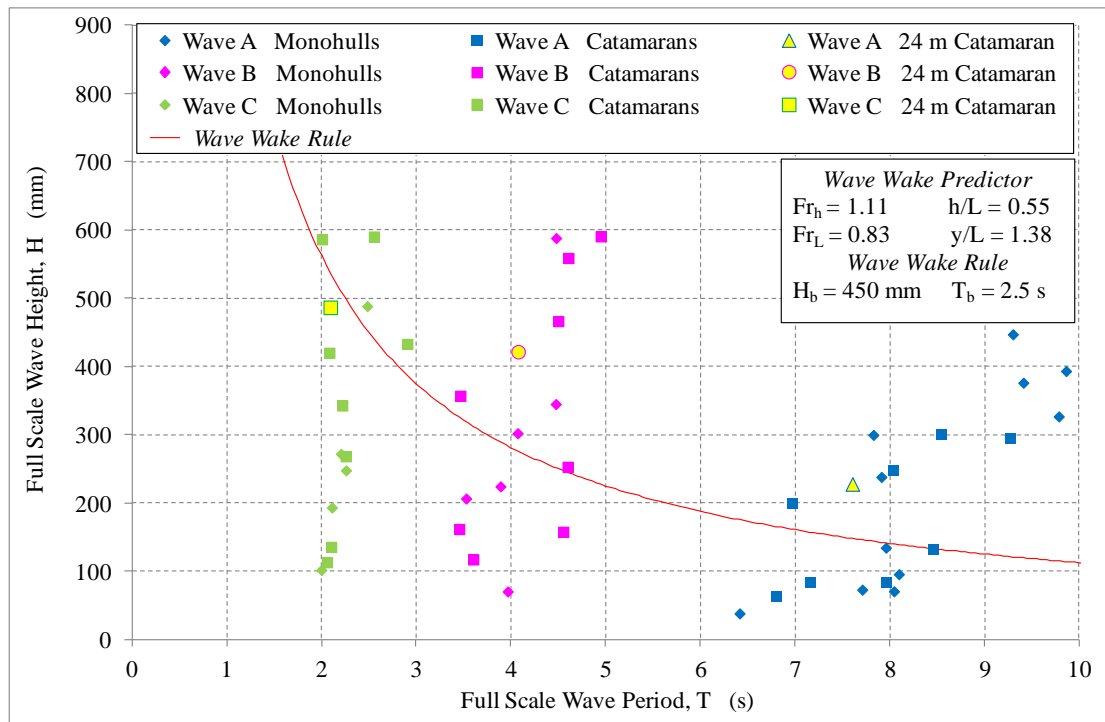 900
800
700
600
500
400
300
200
100
0
Full Scale Wave Height, H (mm)
Wave A Monohulls Wave A Catamarans Wave A 24 m Catamaran
Wave B Monohulls Wave B Catamarans Wave B 24 m Catamaran
Wave C Monohulls Wave C Catamarans Wave C 24 m Catamaran
Wave Wake Rule
Wave Wake Predictor
Frh = 1.11 h/L = 0.55
FrL = 0.83 y/L = 1.38
Wave Wake Rule
Hb = 450 mm Tb = 2.5 s
0 1 2 3 4 5 6 7 8 9 10
Full Scale Wave Period, T (s)